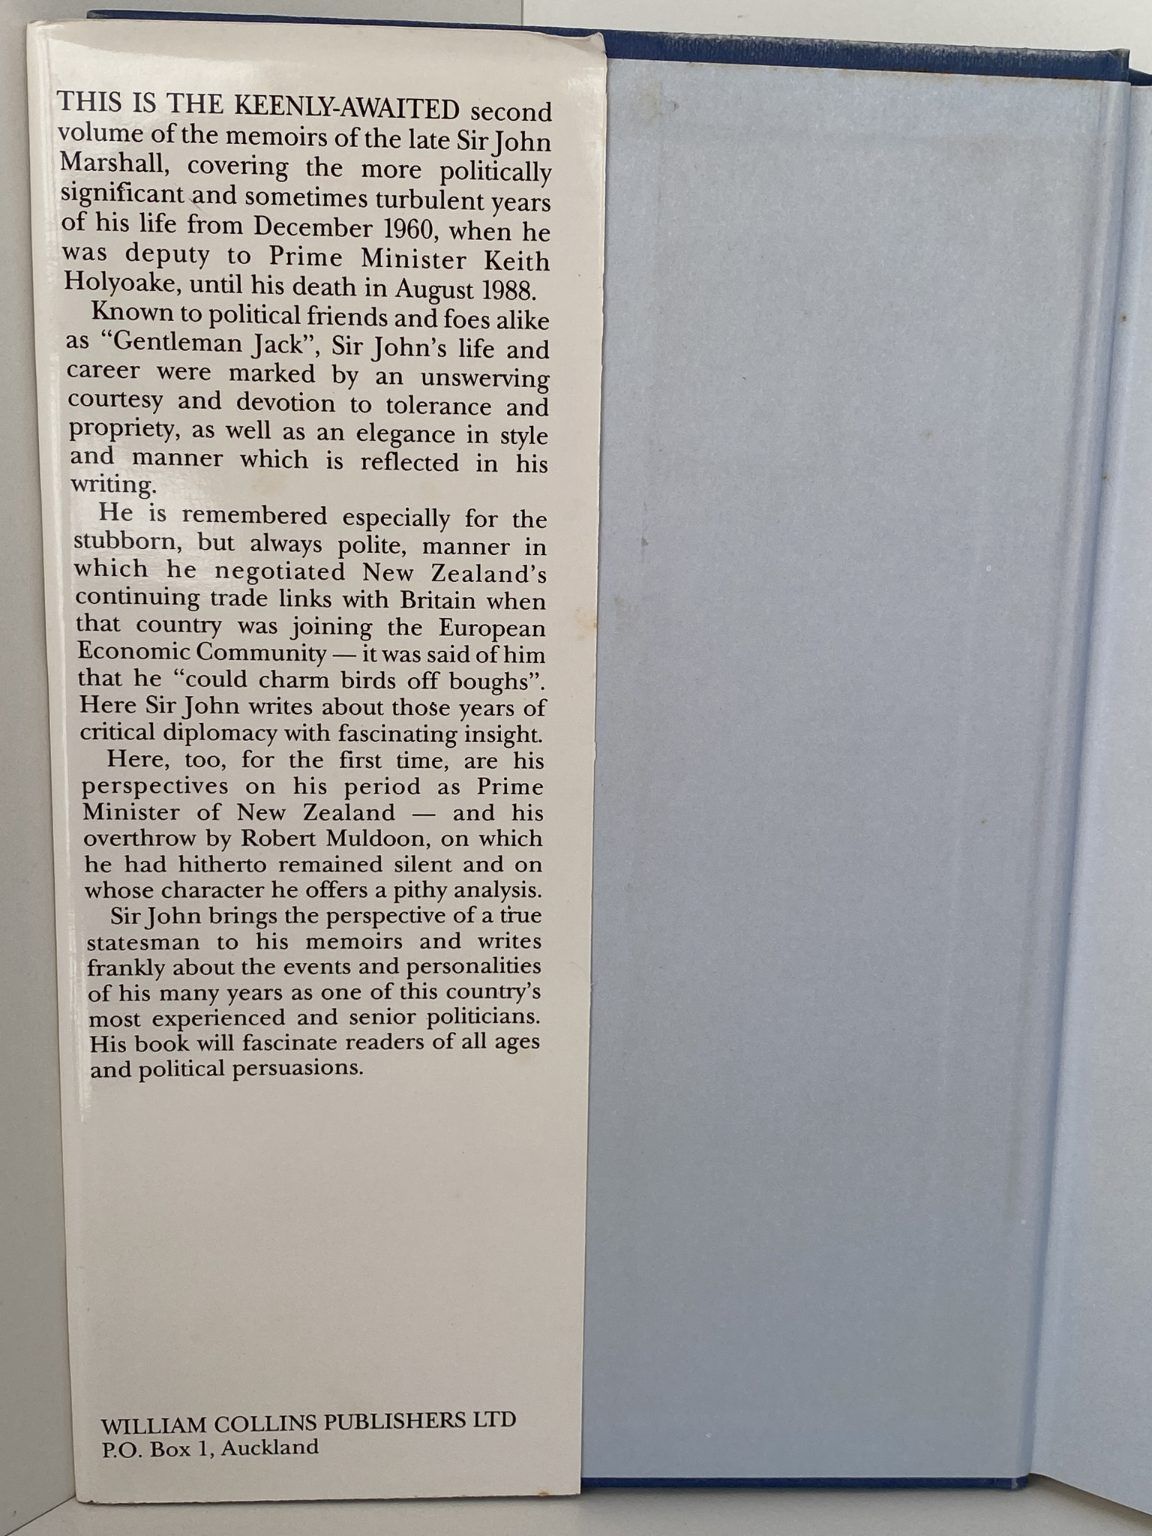 THIS IS THE KEENLY-AWAITED second
volume of the memoirs of the late Sir John
Marshall, covering the more politically
significant and sometimes turbulent years
of his life from December 1960, when he
was deputy to Prime Minister Keith
Holyoake, until his death in August 1988.
Known to political friends and foes alike
as “Gentleman Jack”, Sir John’s life and
career were marked by an unswerving
courtesy and devotion to tolerance and
propriety, as well as an elegance in style
and manner which is reflected in his
writing.
He is remembered especially for the
stubborn, but always polite, manner in
which he negotiated New Zealand’s
continuing trade links with Britain when
that country was joining the European
Economic Community — it was said of him
that he “could charm birds off boughs”.
Here Sir John writes about those years of
critical diplomacy with fascinating insight.
Here, too, for the first time, are his
perspectives on his period as Prime
Minister of New Zealand — and his
overthrow by Robert Muldoon, on which
he had hitherto remained silent and on
whose character he offers a pithy analysis.
Sir John brings the perspective of a true
statesman to his memoirs and writes
frankly about the events and personalities
of his many years as one of this country’s
most experienced and senior politicians.
His book will fascinate readers of all ages
and political persuasions.
WILLIAM COLLINS PUBLISHERS LTD
P.O. Box 1, Auckland